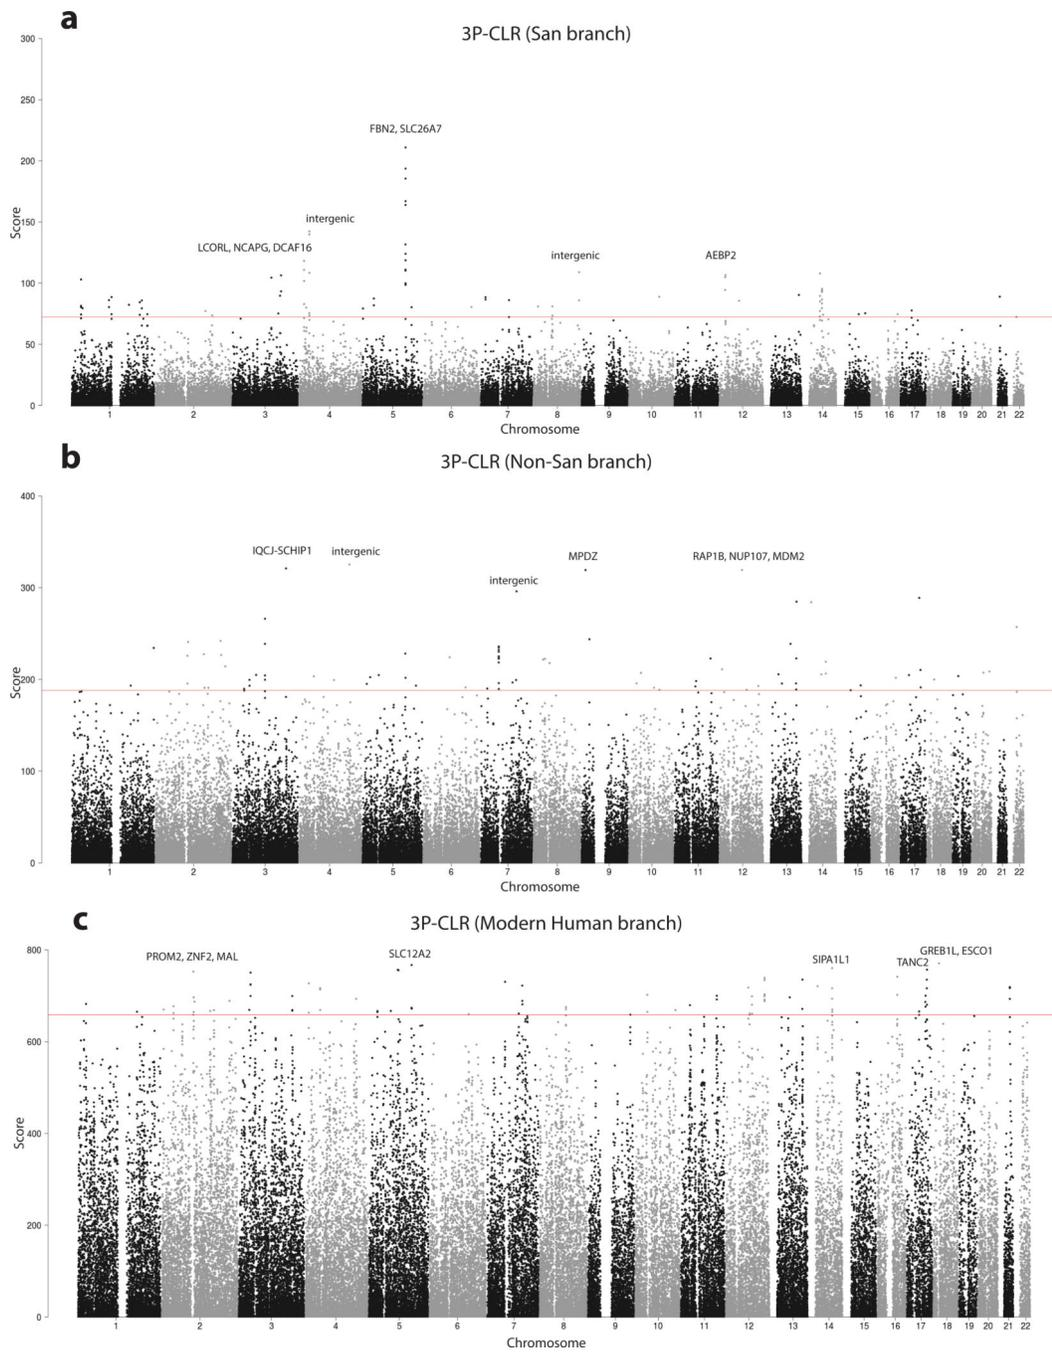 a
3P-CLR (San branch)
300
250
200
150
100
50
0
Score
FBN2, SLC26A7
intergenic
LCORL, NCAPG, DCAF16
intergenic
AEBP2
1 2 3 4 5 6 7 8 9 10 11 12 13 14 15 16 17 18 19 20 21 22
Chromosome
b
3P-CLR (Non-San branch)
400
300
200
100
0
Score
IQCJ-SCHIP1 intergenic
MPDZ
RAP1B, NUP107, MDM2
intergenic
1 2 3 4 5 6 7 8 9 10 11 12 13 14 15 16 17 18 19 20 21 22
Chromosome
c
3P-CLR (Modern Human branch)
800
600
400
200
0
Score
PROM2, ZNF2, MAL
SLC12A2
SIPA1L1
GREB1L, ESCO1
TANC2
1 2 3 4 5 6 7 8 9 10 11 12 13 14 15 16 17 18 19 20 21 22
Chromosome